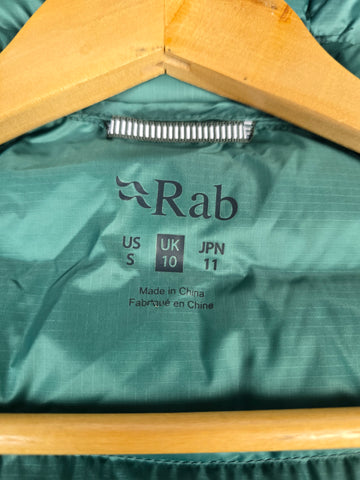 Rab
US UK JPN
S 10 11
Made in China
Fabriqué en Chine